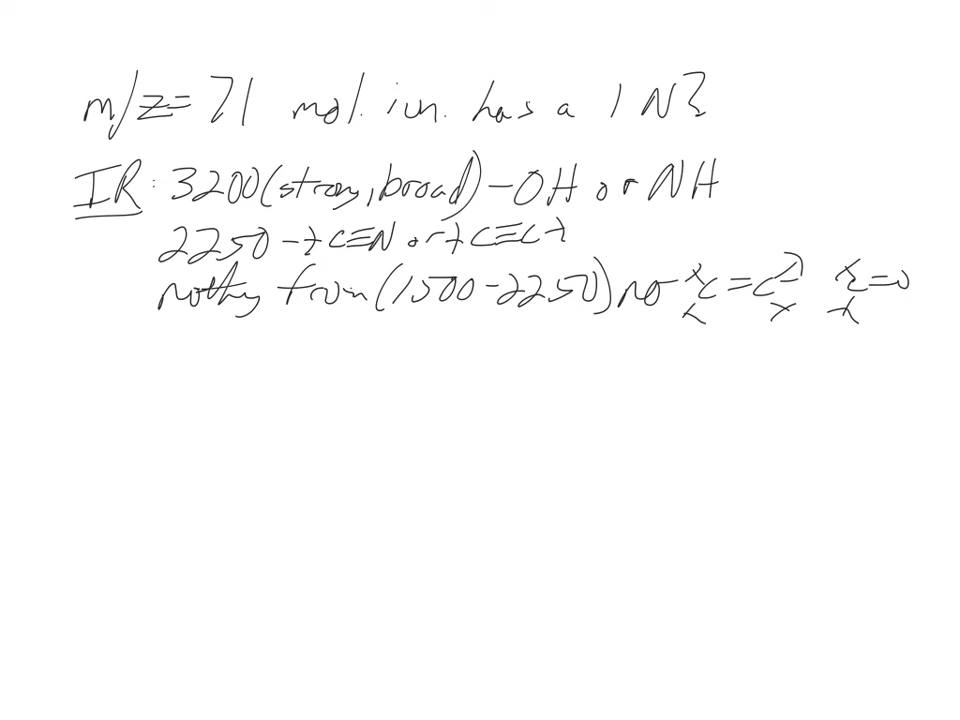 m/z = 71 mol. ion. has a 1 N?
IR: 3200 (strong, broad) - OH or NH
2250 - ⧙C≡N or ⧙C≡C⧙
nothing from (1500-2250) no C=C C=O